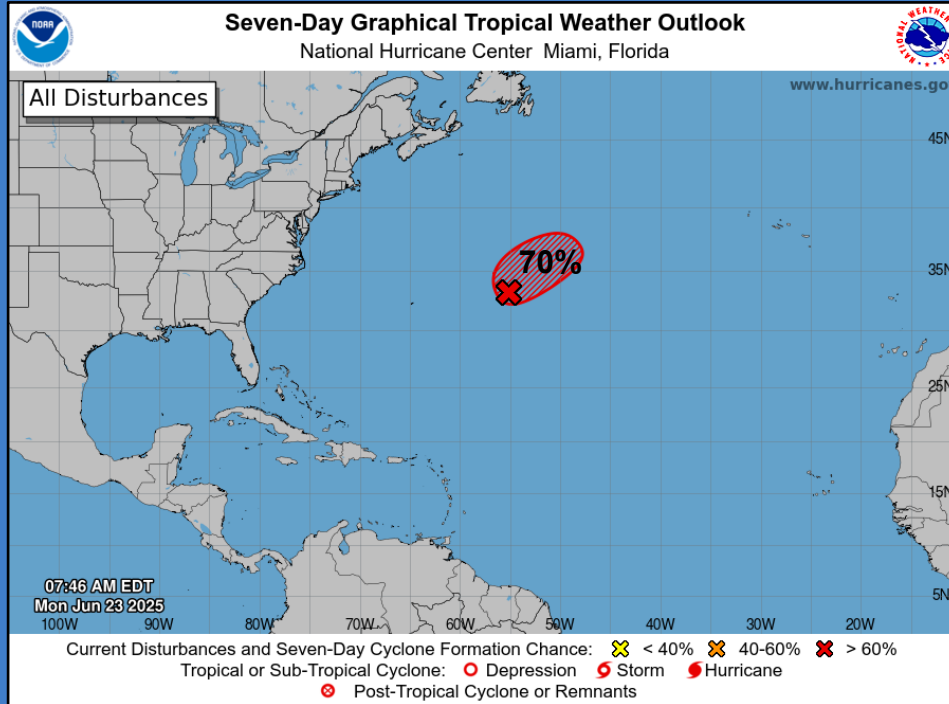 Seven-Day Graphical Tropical Weather Outlook
National Hurricane Center Miami, Florida
NOAA
NATIONAL WEATHER
All Disturbances
www.hurricanes.go
45N
70%
35N
25N
15N
07:46 AM EDT
Mon Jun 23 2025
5N
100W 90W 80W 70W 60W 50W 40W 30W 20W
Current Disturbances and Seven-Day Cyclone Formation Chance: < 40% 40-60% > 60%
Tropical or Sub-Tropical Cyclone: Depression Storm Hurricane
Post-Tropical Cyclone or Remnants